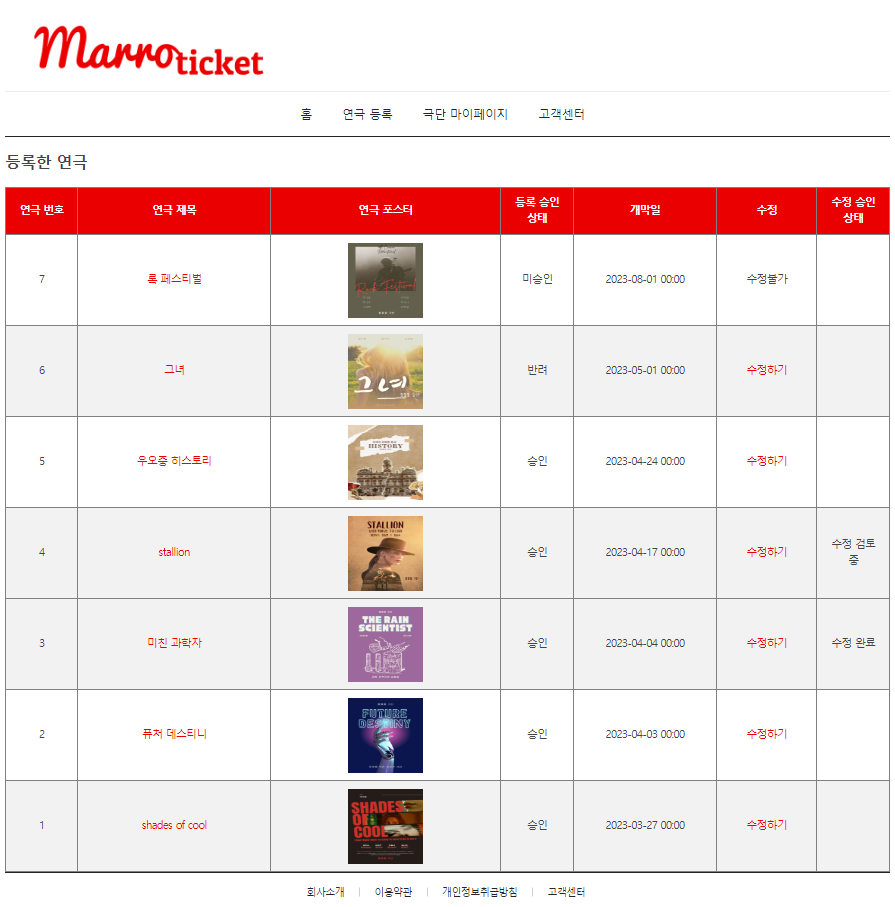 Marroticket
홈 연극 등록 극단 마이페이지 고객센터
등록한 연극
연극 번호 연극 제목 연극 포스터 등록 승인 상태 개막일 수정 수정 승인 상태
7 록 페스티벌 미승인 2023-08-01 00:00 수정불가
Rock Festival
6 그녀 반려 2023-05-01 00:00 수정하기
그녀
5 우오중 히스토리 승인 2023-04-24 00:00 수정하기
HISTORY
4 stallion 승인 2023-04-17 00:00 수정하기 수정 검토 중
STALLION
3 미친 과학자 승인 2023-04-04 00:00 수정하기 수정 완료
THE RAIN
SCIENTIST
2 퓨처 데스티니 승인 2023-04-03 00:00 수정하기
FUTURE
DESTINY
1 shades of cool 승인 2023-03-27 00:00 수정하기
SHADES
OF
COOL
회사소개 | 이용약관 | 개인정보취급방침 | 고객센터